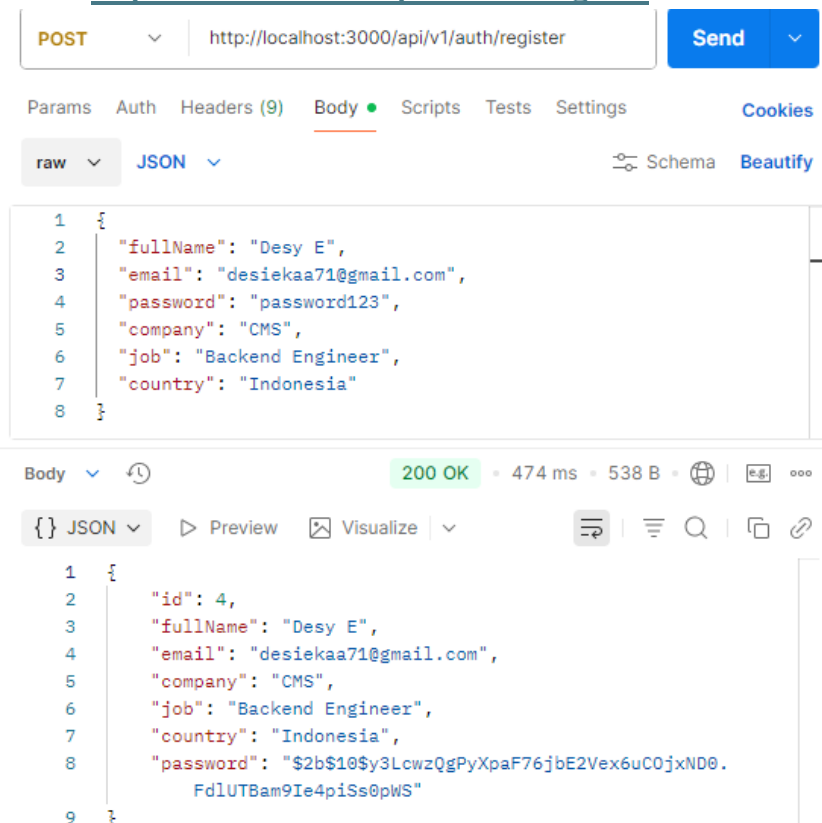 POST http://localhost:3000/api/v1/auth/register Send
Params Auth Headers (9) Body Scripts Tests Settings Cookies
raw JSON Schema Beautify
1 {
2 "fullName": "Desy E",
3 "email": "desiekaa71@gmail.com",
4 "password": "password123",
5 "company": "CMS",
6 "job": "Backend Engineer",
7 "country": "Indonesia"
8 }
Body 200 OK • 474 ms • 538 B • e.g. ooo
{} JSON Preview Visualize
1 {
2 "id": 4,
3 "fullName": "Desy E",
4 "email": "desiekaa71@gmail.com",
5 "company": "CMS",
6 "job": "Backend Engineer",
7 "country": "Indonesia",
8 "password": "$2b$10$y3LcwzQgPyXpaF76jbE2Vex6uCOjxND0.
FdlUTBam9Ie4piSs0pWS"
9 }